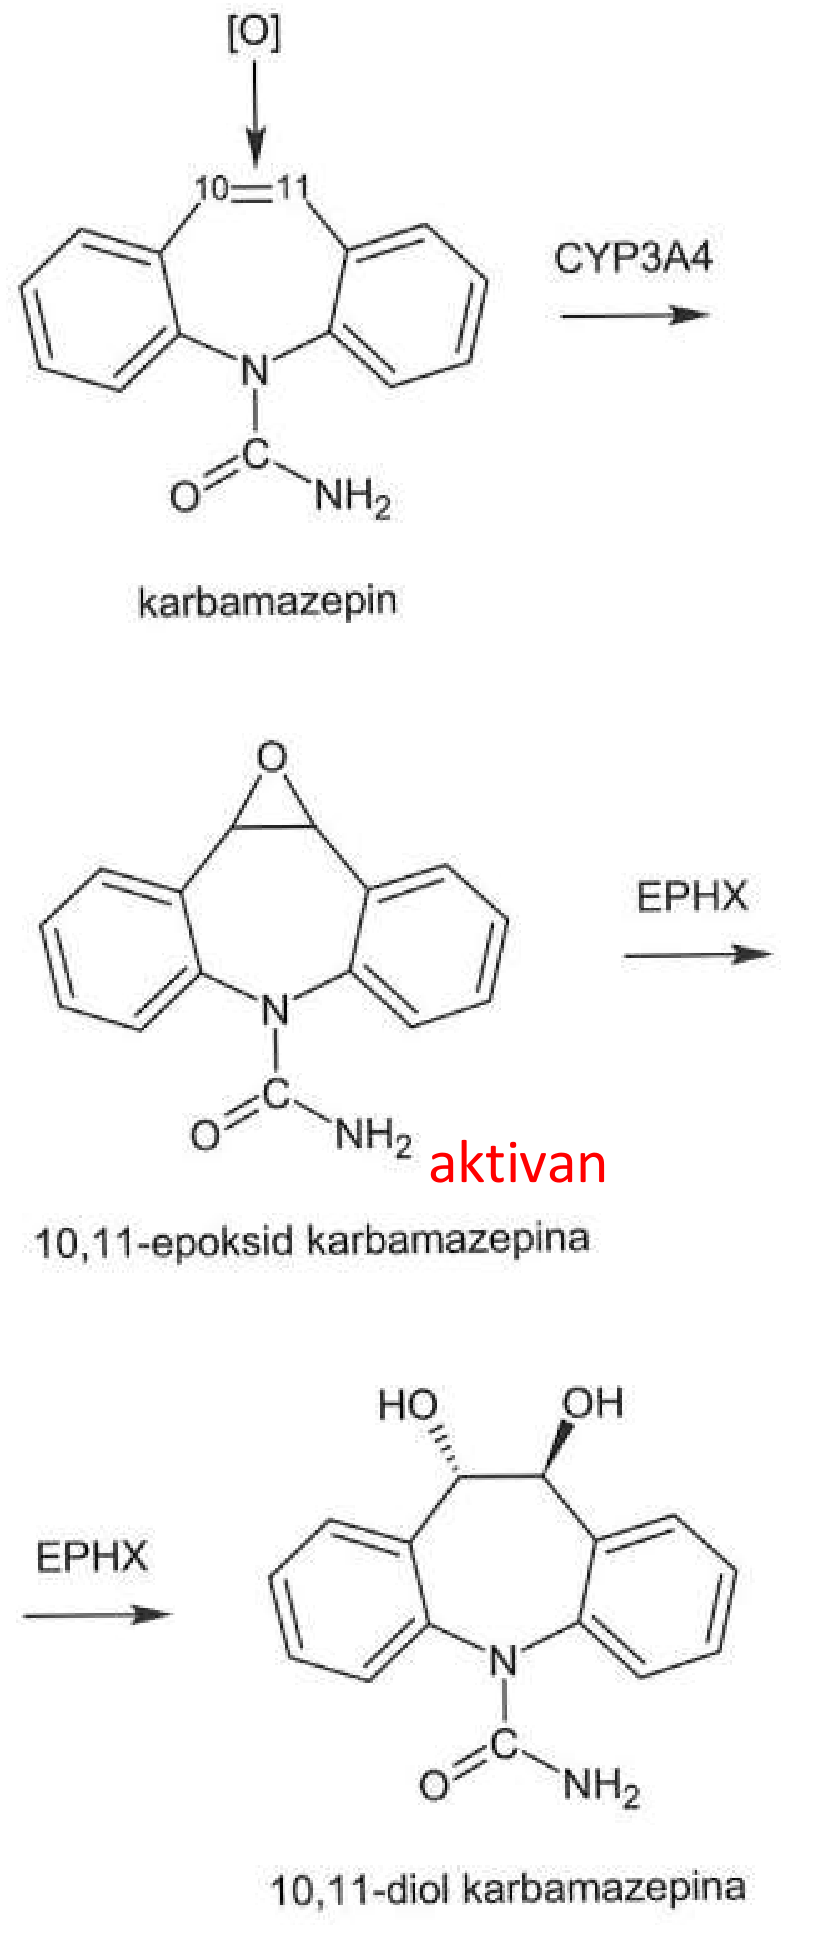 [O]
10 11
CYP3A4
N
C
O NH2
karbamazepin
O
EPHX
N
C
O NH2
aktivan
10,11-epoksid karbamazepina
HO OH
EPHX
N
C
O NH2
10,11-diol karbamazepina